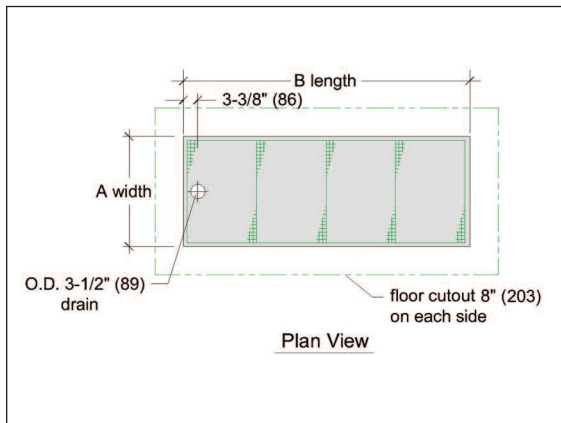 B length
3-3/8" (86)
A width
O.D. 3-1/2" (89)
drain
floor cutout 8" (203)
on each side
Plan View